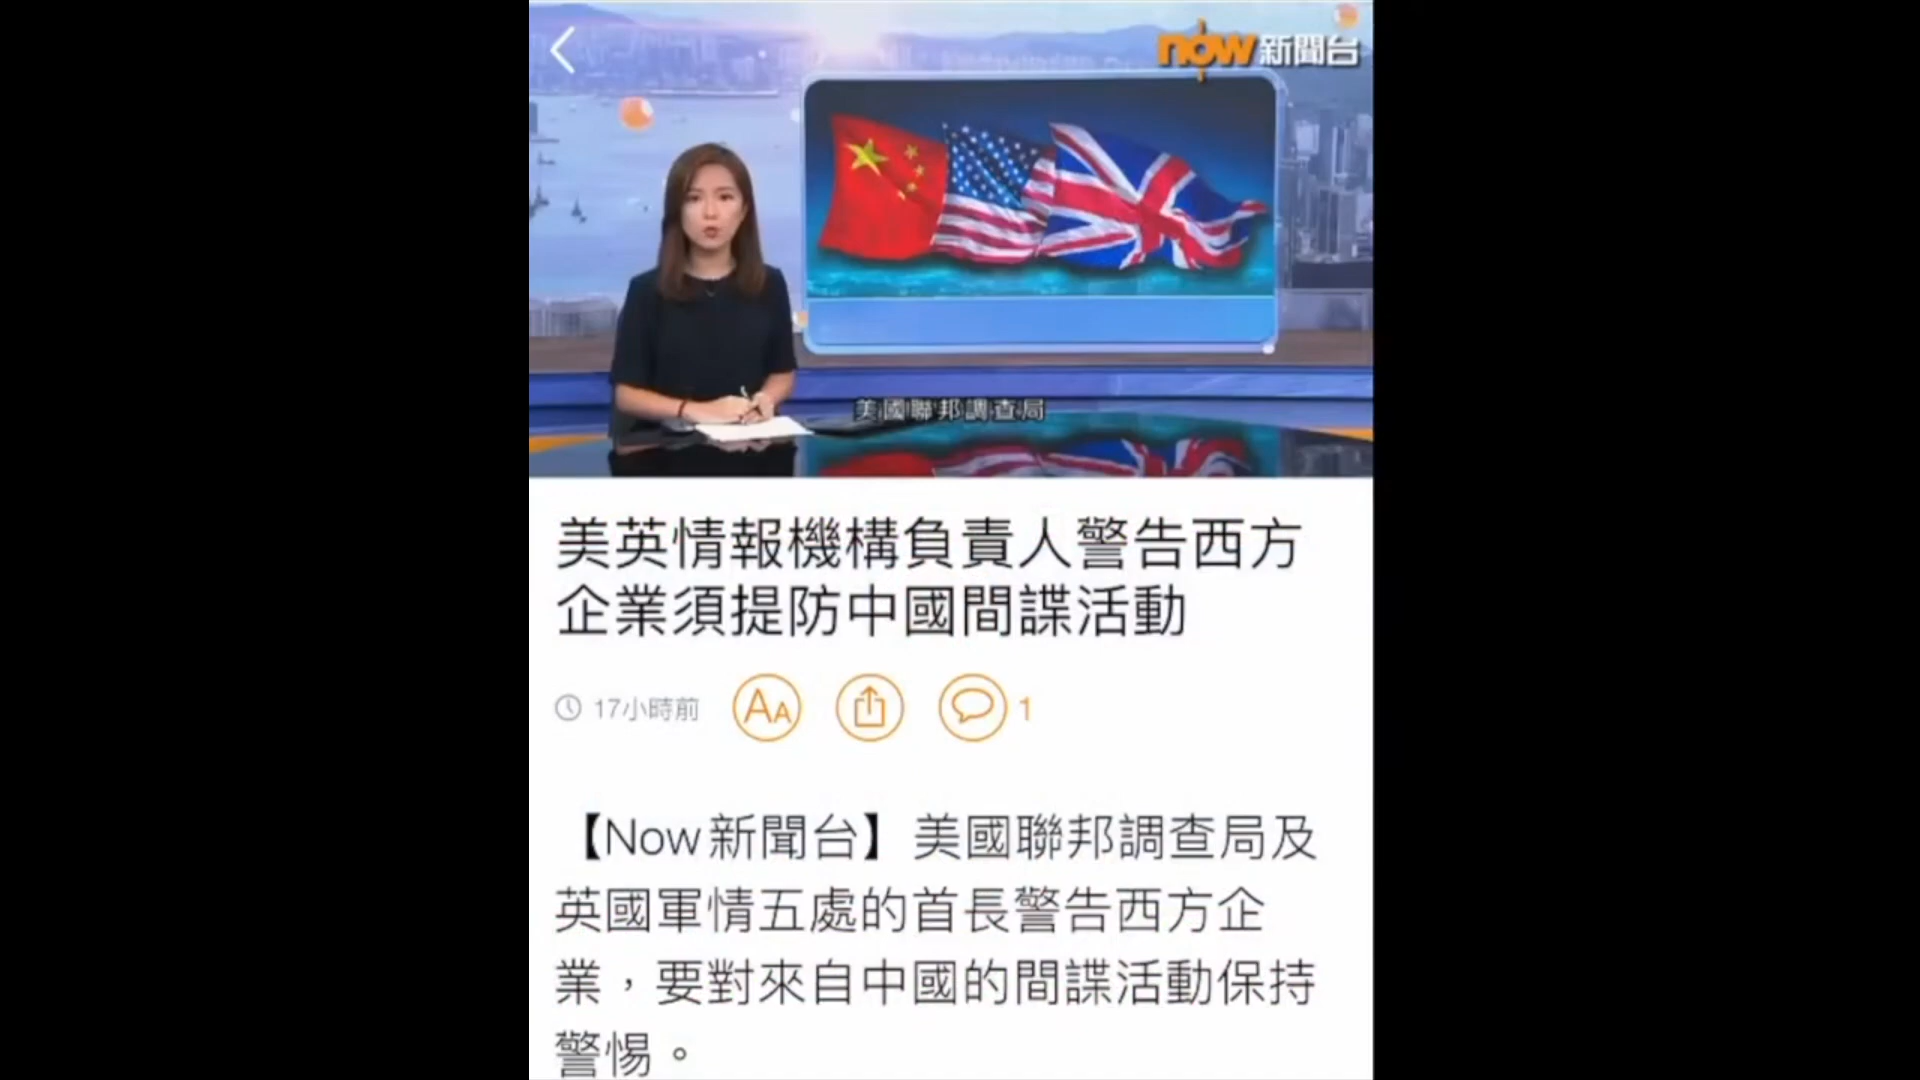 now 新聞台
美國聯邦調查局
美英情報機構負責人警告西方
企業須提防中國間諜活動
17小時前
AA
1
【Now新聞台】美國聯邦調查局及
英國軍情五處的首長警告西方企
業，要對來自中國的間諜活動保持
警惕。